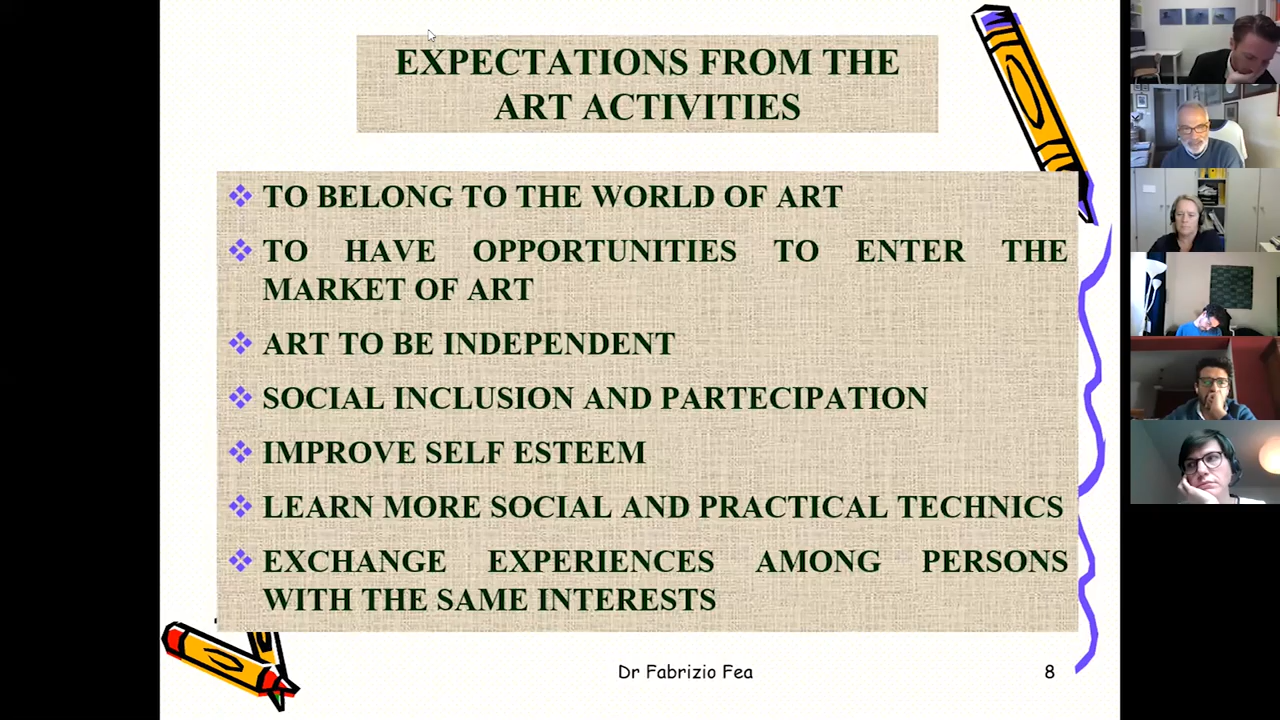 EXPECTATIONS FROM THE
ART ACTIVITIES
TO BELONG TO THE WORLD OF ART
TO HAVE OPPORTUNITIES TO ENTER THE
MARKET OF ART
ART TO BE INDEPENDENT
SOCIAL INCLUSION AND PARTECIPATION
IMPROVE SELF ESTEEM
LEARN MORE SOCIAL AND PRACTICAL TECHNICS
EXCHANGE EXPERIENCES AMONG PERSONS
WITH THE SAME INTERESTS
Dr Fabrizio Fea
8